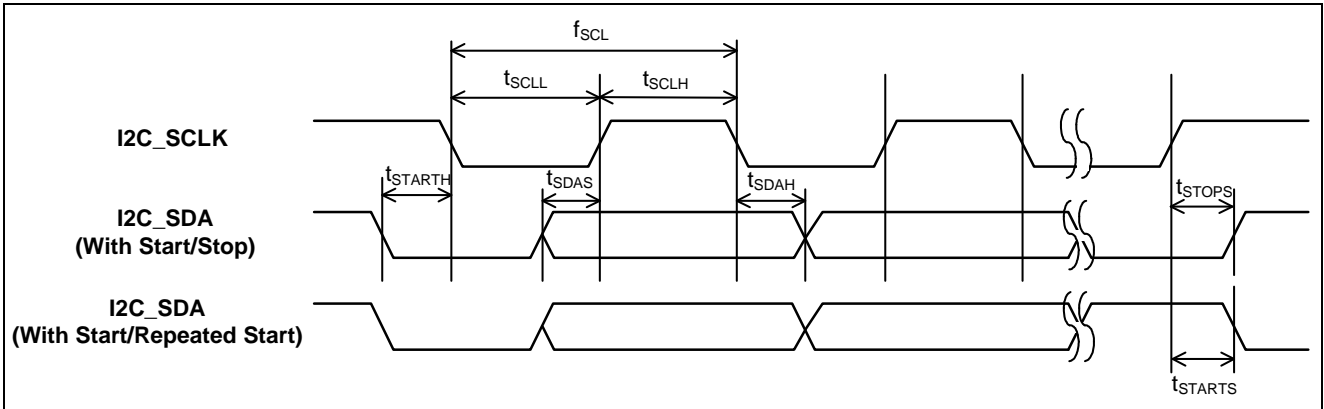 fSCL
tSCLL
tSCLH
I2C_SCLK
tSTARTH
tSDAS
tSDAH
tSTOPS
I2C_SDA
(With Start/Stop)
I2C_SDA
(With Start/Repeated Start)
tSTARTS